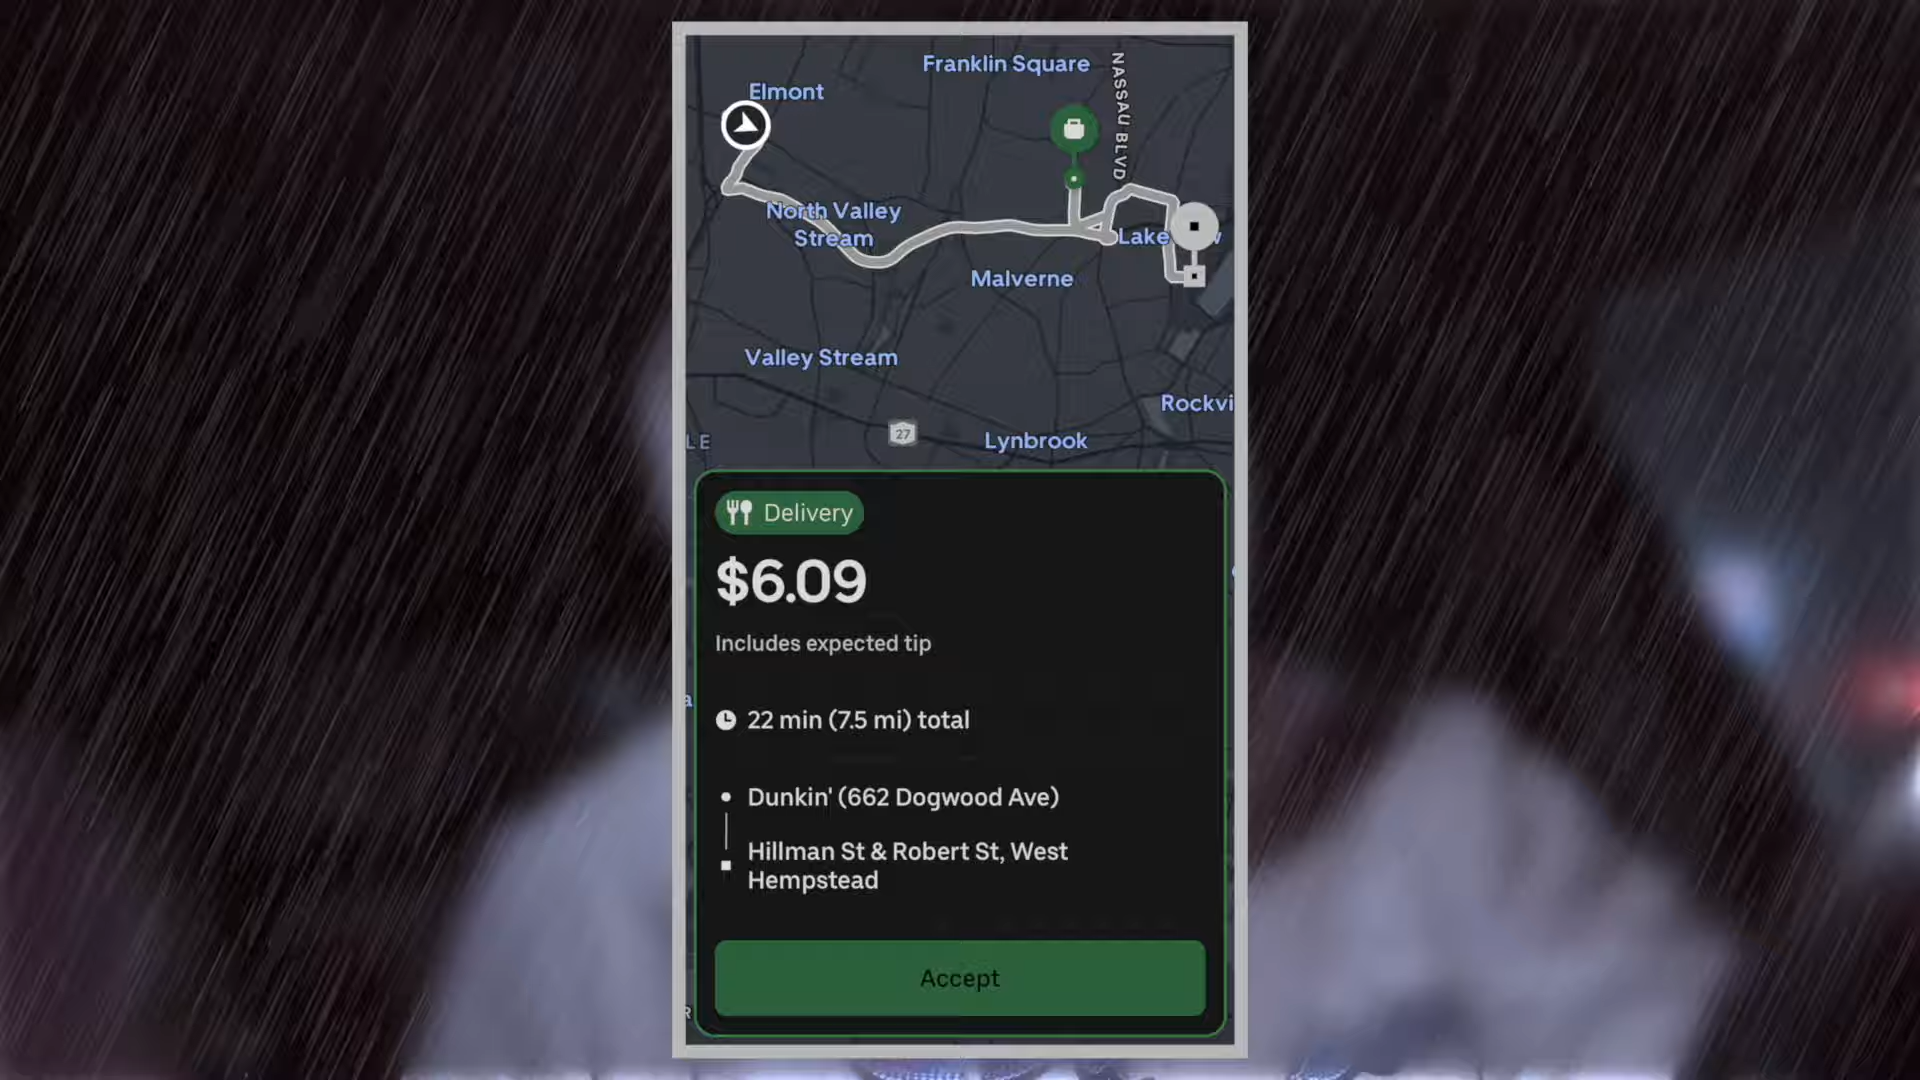 Franklin Square
NASSAU BLVD
Elmont
North Valley
Stream
Lake
Malverne
Valley Stream
Rockvi
27
LE
Lynbrook
Delivery
$6.09
Includes expected tip
22 min (7.5 mi) total
Dunkin' (662 Dogwood Ave)
Hillman St & Robert St, West
Hempstead
Accept